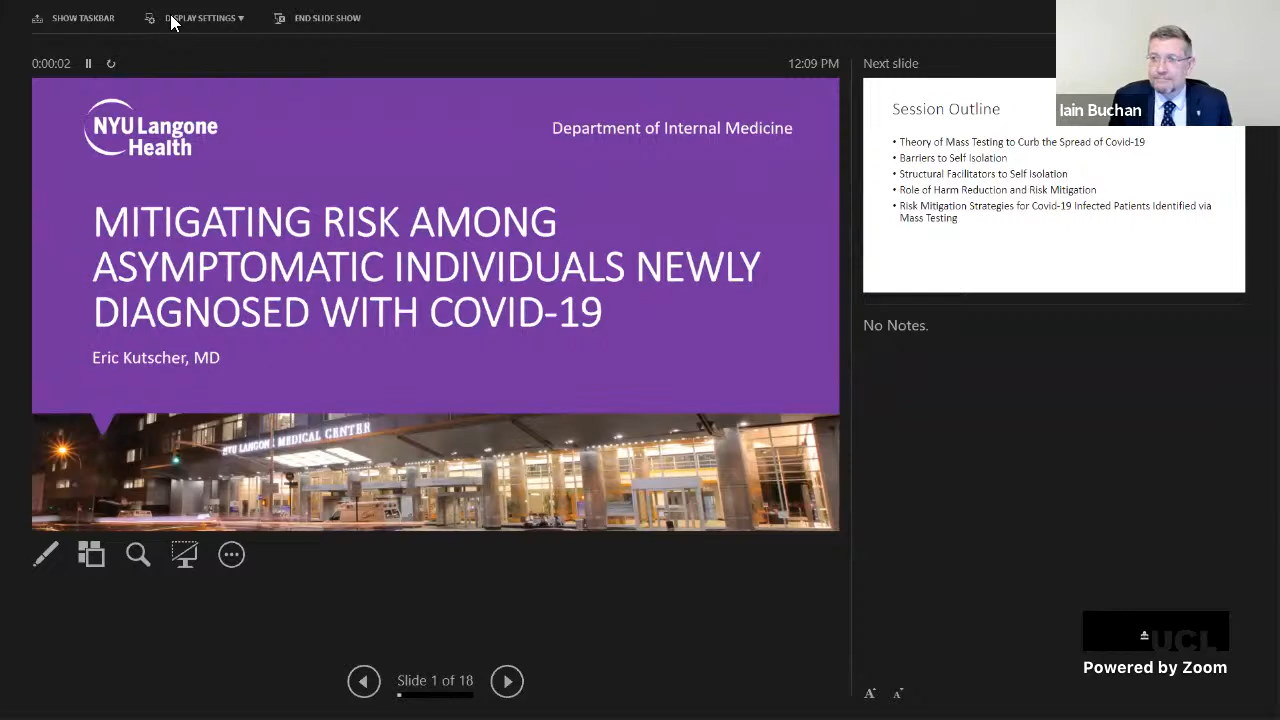 SHOW TASKBAR
DISPLAY SETTINGS ▾
END SLIDE SHOW
0:00:02
12:09 PM
NYU Langone
Health
Department of Internal Medicine
MITIGATING RISK AMONG
ASYMPTOMATIC INDIVIDUALS NEWLY
DIAGNOSED WITH COVID-19
Eric Kutscher, MD
NYU LANGONE MEDICAL CENTER
Slide 1 of 18
Next slide
Iain Buchan
Session Outline
• Theory of Mass Testing to Curb the Spread of Covid-19
• Barriers to Self Isolation
• Structural Facilitators to Self Isolation
• Role of Harm Reduction and Risk Mitigation
• Risk Mitigation Strategies for Covid-19 Infected Patients Identified via
Mass Testing
No Notes.
UCL
Powered by Zoom
A A